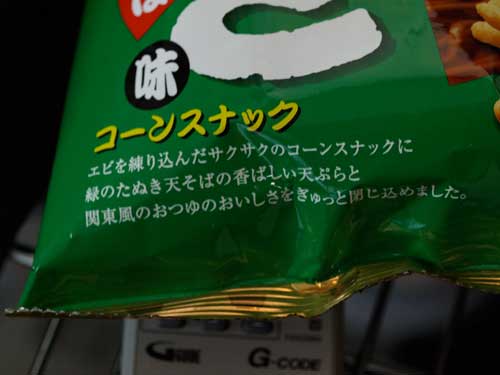 ば
と
味
コーンスナック
エビを練り込んだサクサクのコーンスナックに
緑のたぬき天そばの香ばしい天ぷらと
関東風のおつゆのおいしさをぎゅっと閉じ込めました。
G-CODE